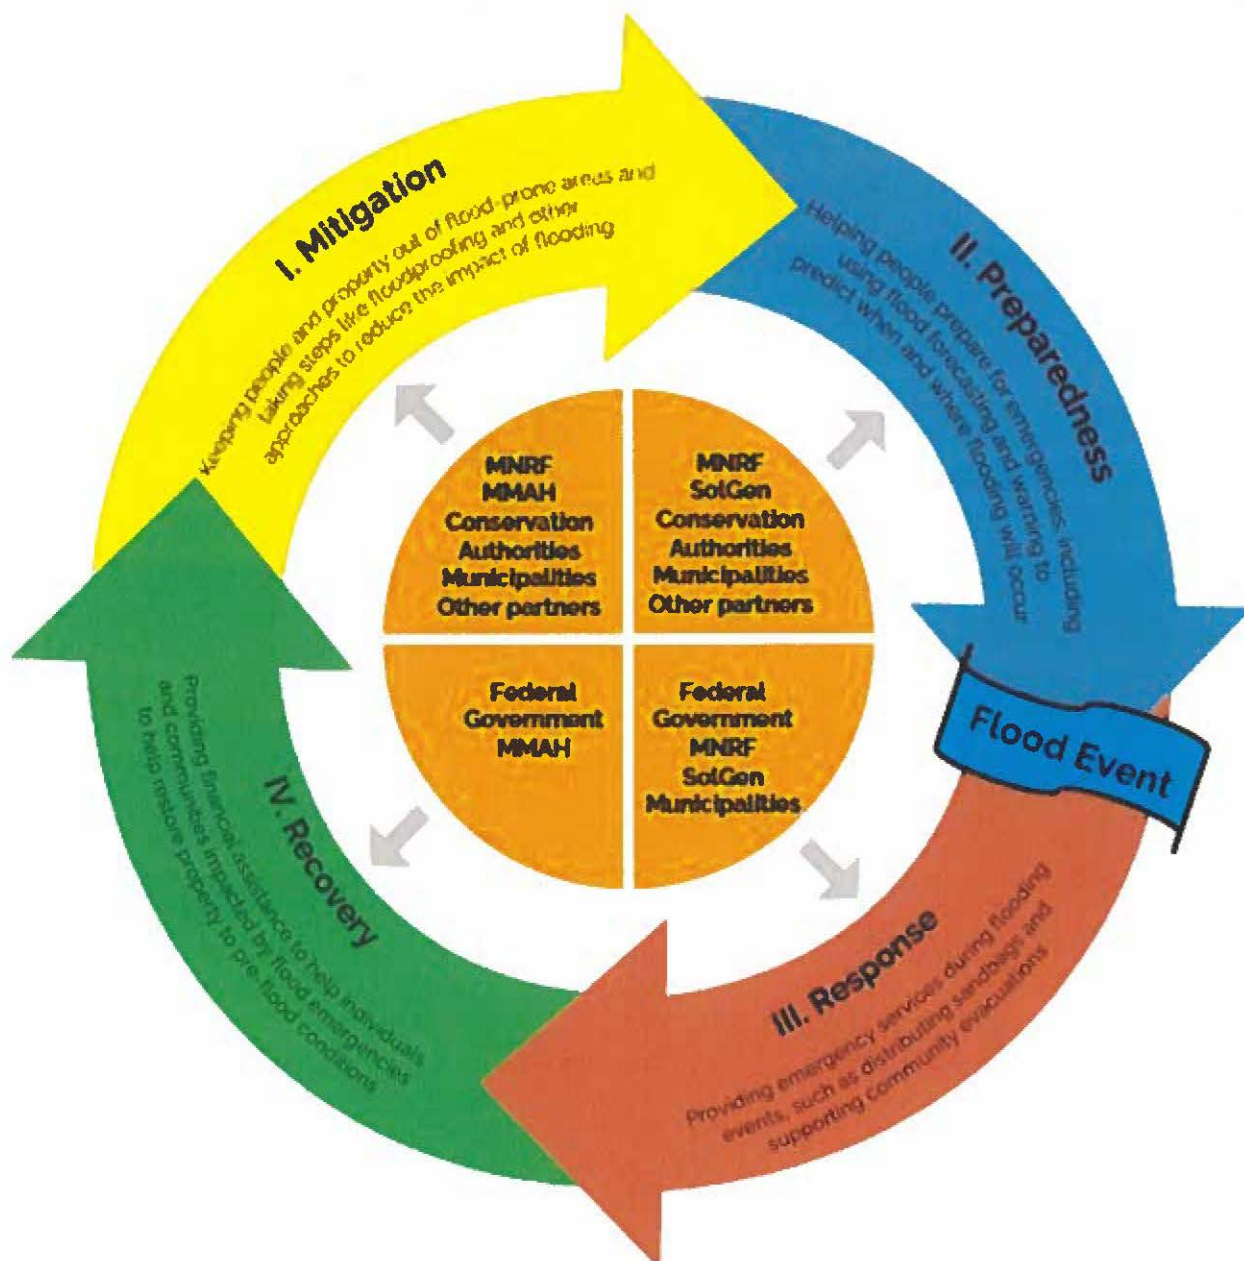 I. Mitigation
Keeping people and property out of flood-prone areas and
taking steps like floodproofing and other
approaches to reduce the impact of flooding
II. Preparedness
Helping people prepare for emergencies, including
using flood forecasting and warning to
predict when and where flooding will occur
Flood Event
III. Response
Providing emergency services during flooding
events, such as distributing sandbags and
supporting community evacuations
IV. Recovery
Providing financial assistance to help individuals
and communities impacted by flood emergencies
to help restore property to pre-flood conditions
MNRF
MMAH
Conservation
Authorities
Municipalities
Other partners
MNRF
SolGen
Conservation
Authorities
Municipalities
Other partners
Federal
Government
MMAH
Federal
Government
MNRF
SolGen
Municipalities